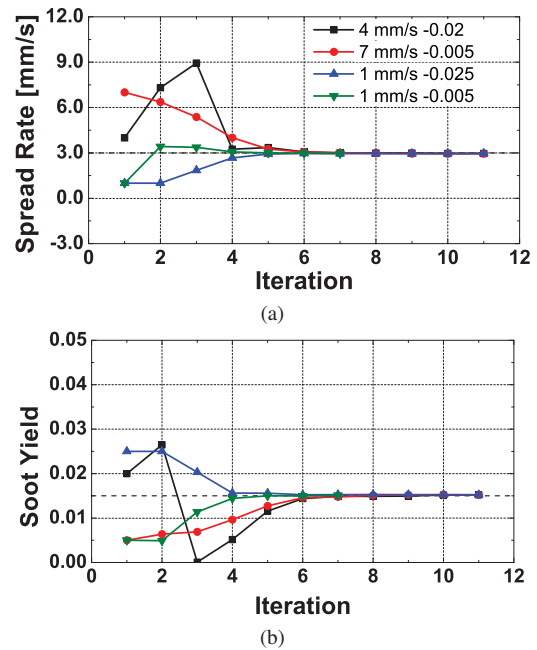 (a)
12.0
9.0
6.0
3.0
0.0
-3.0
Spread Rate [mm/s]
4 mm/s -0.02
7 mm/s -0.005
1 mm/s -0.025
1 mm/s -0.005
0 2 4 6 8 10 12
Iteration
(a)
0.05
0.04
0.03
0.02
0.01
0.00
Soot Yield
0 2 4 6 8 10 12
Iteration
(b)